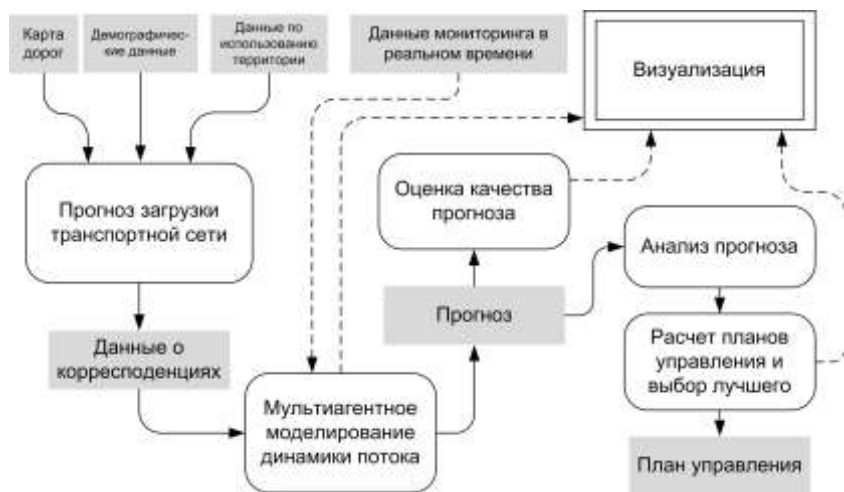 Карта
дорог
Демографичес-
кие данные
Данные по
использованию
территории
Данные мониторинга в
реальном времени
Визуализация
Прогноз загрузки
транспортной сети
Оценка качества
прогноза
Анализ прогноза
Прогноз
Данные о
корресподенциях
Расчет планов
управления и
выбор лучшего
Мультиагентное
моделирование
динамики потока
План управления